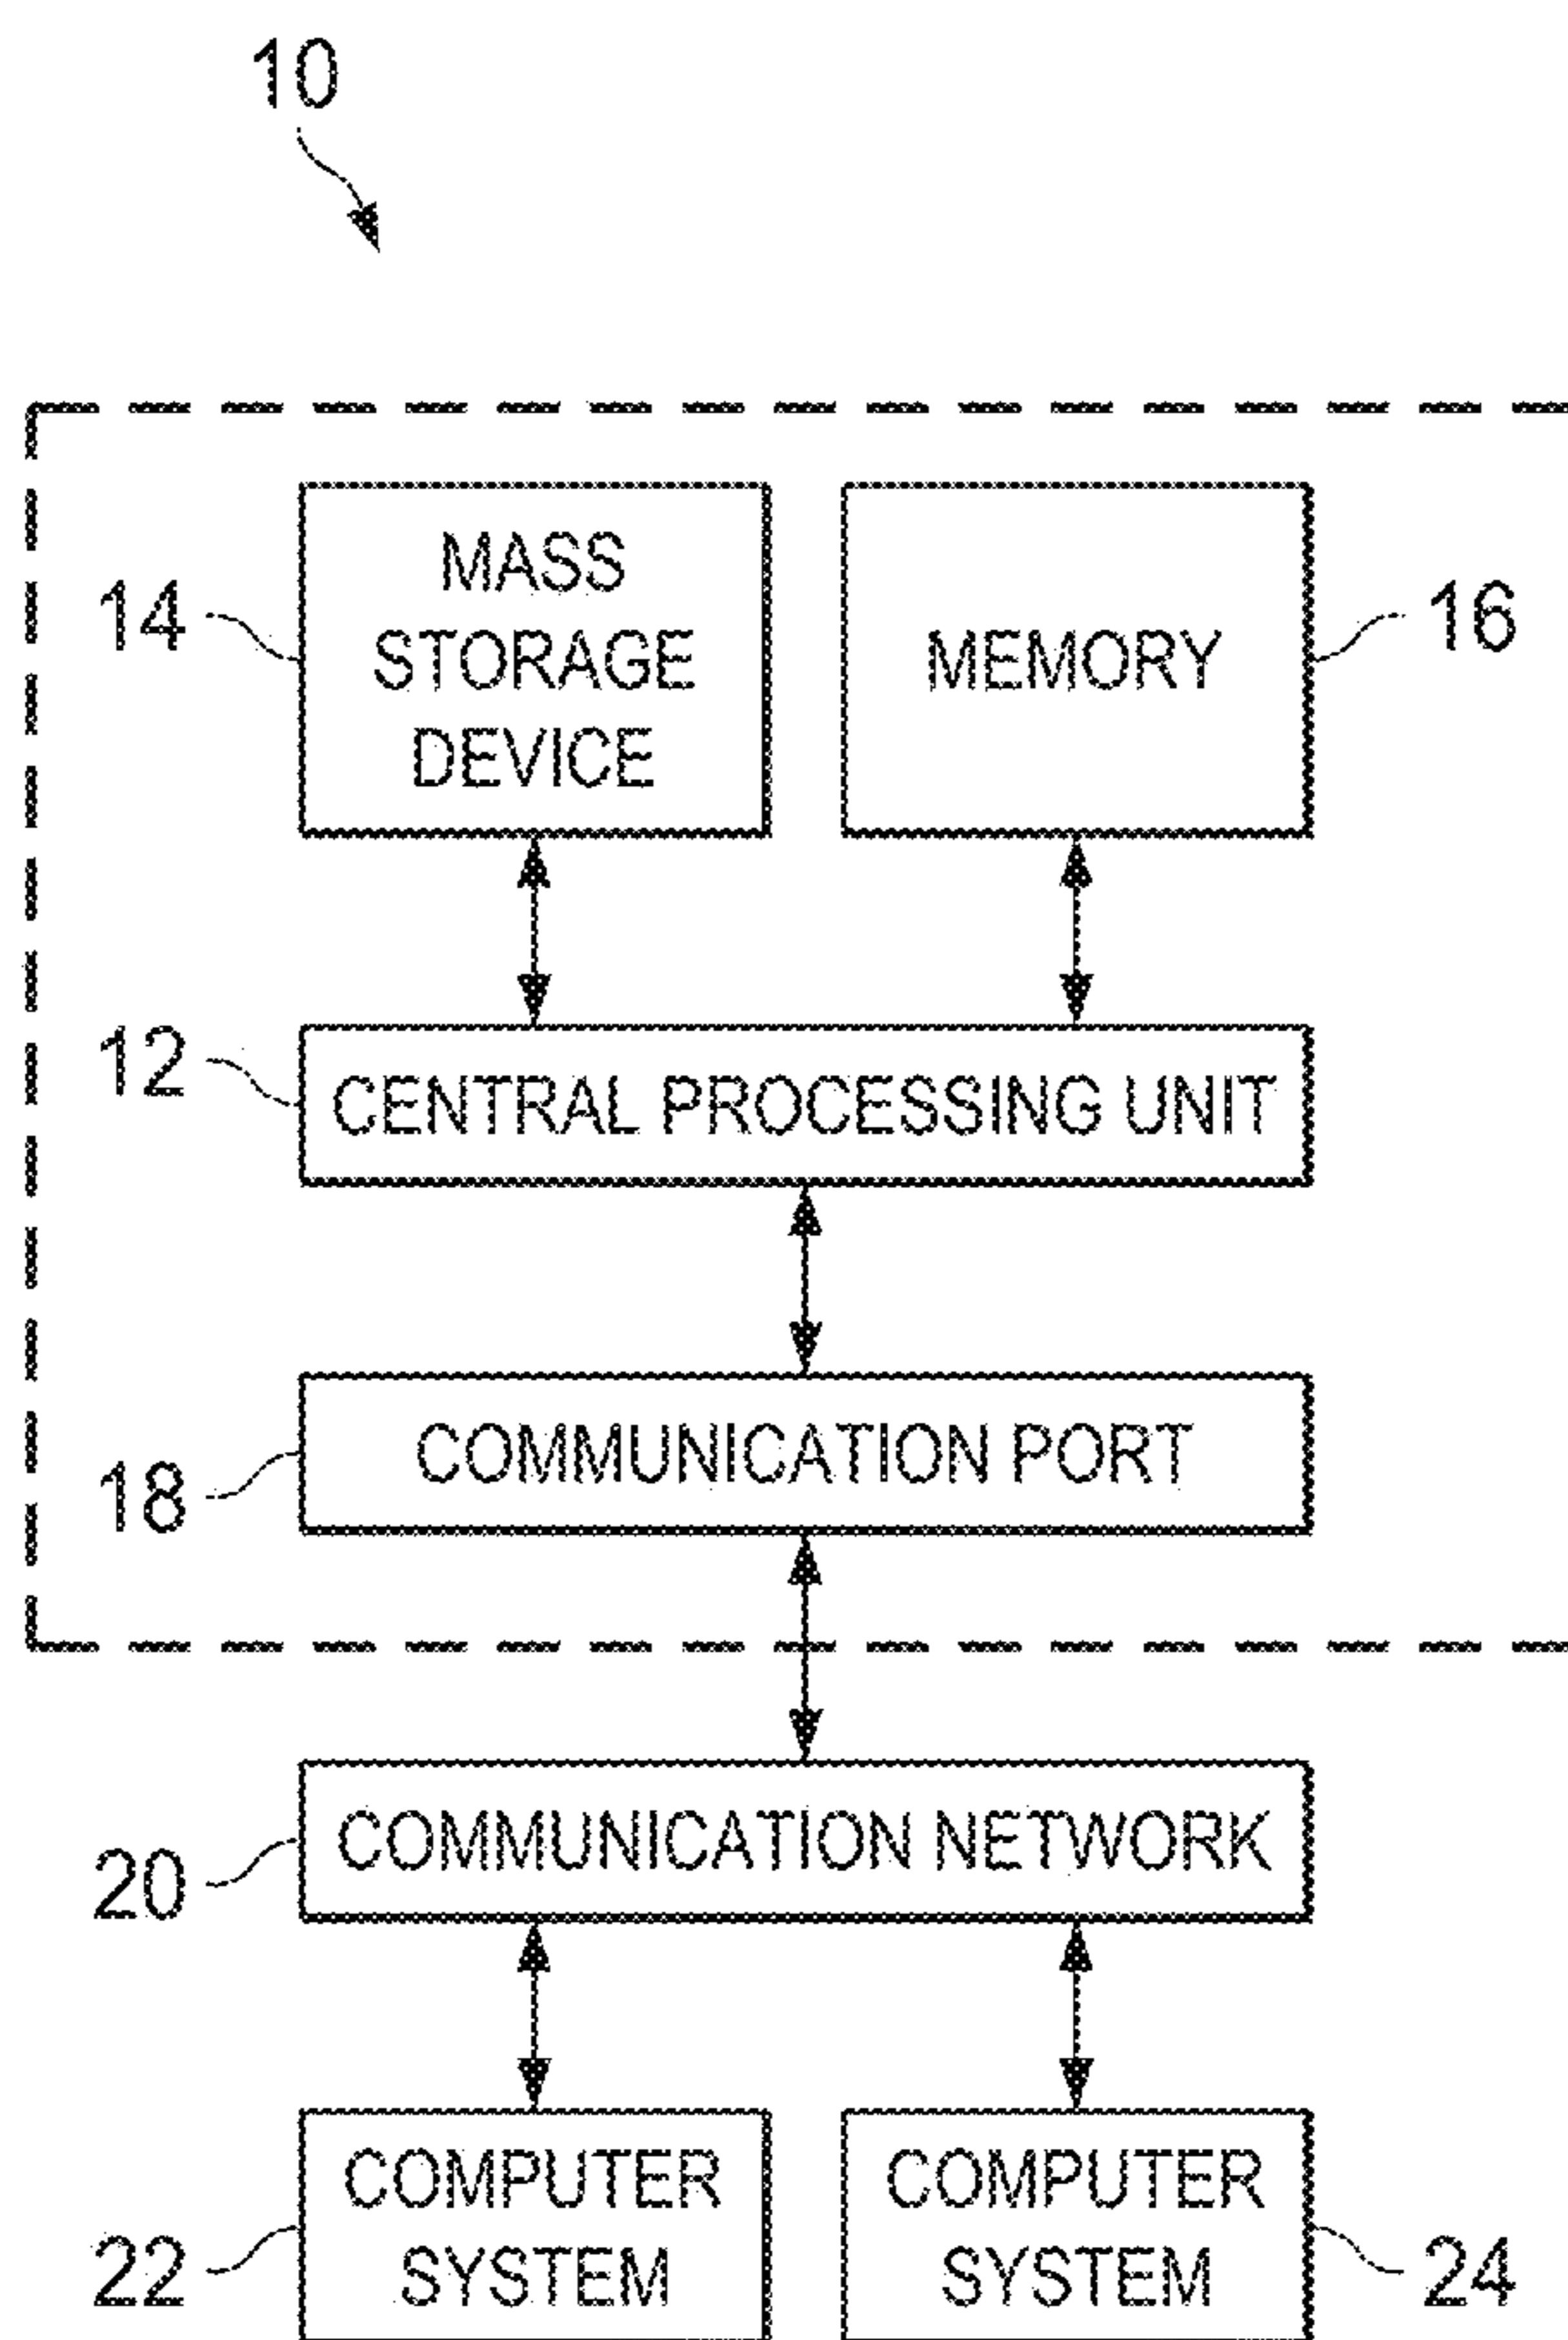 10
MASS
STORAGE
DEVICE
14
MEMORY
16
12
CENTRAL PROCESSING UNIT
COMMUNICATION PORT
18
COMMUNICATION NETWORK
20
COMPUTER
SYSTEM
22
COMPUTER
SYSTEM
24